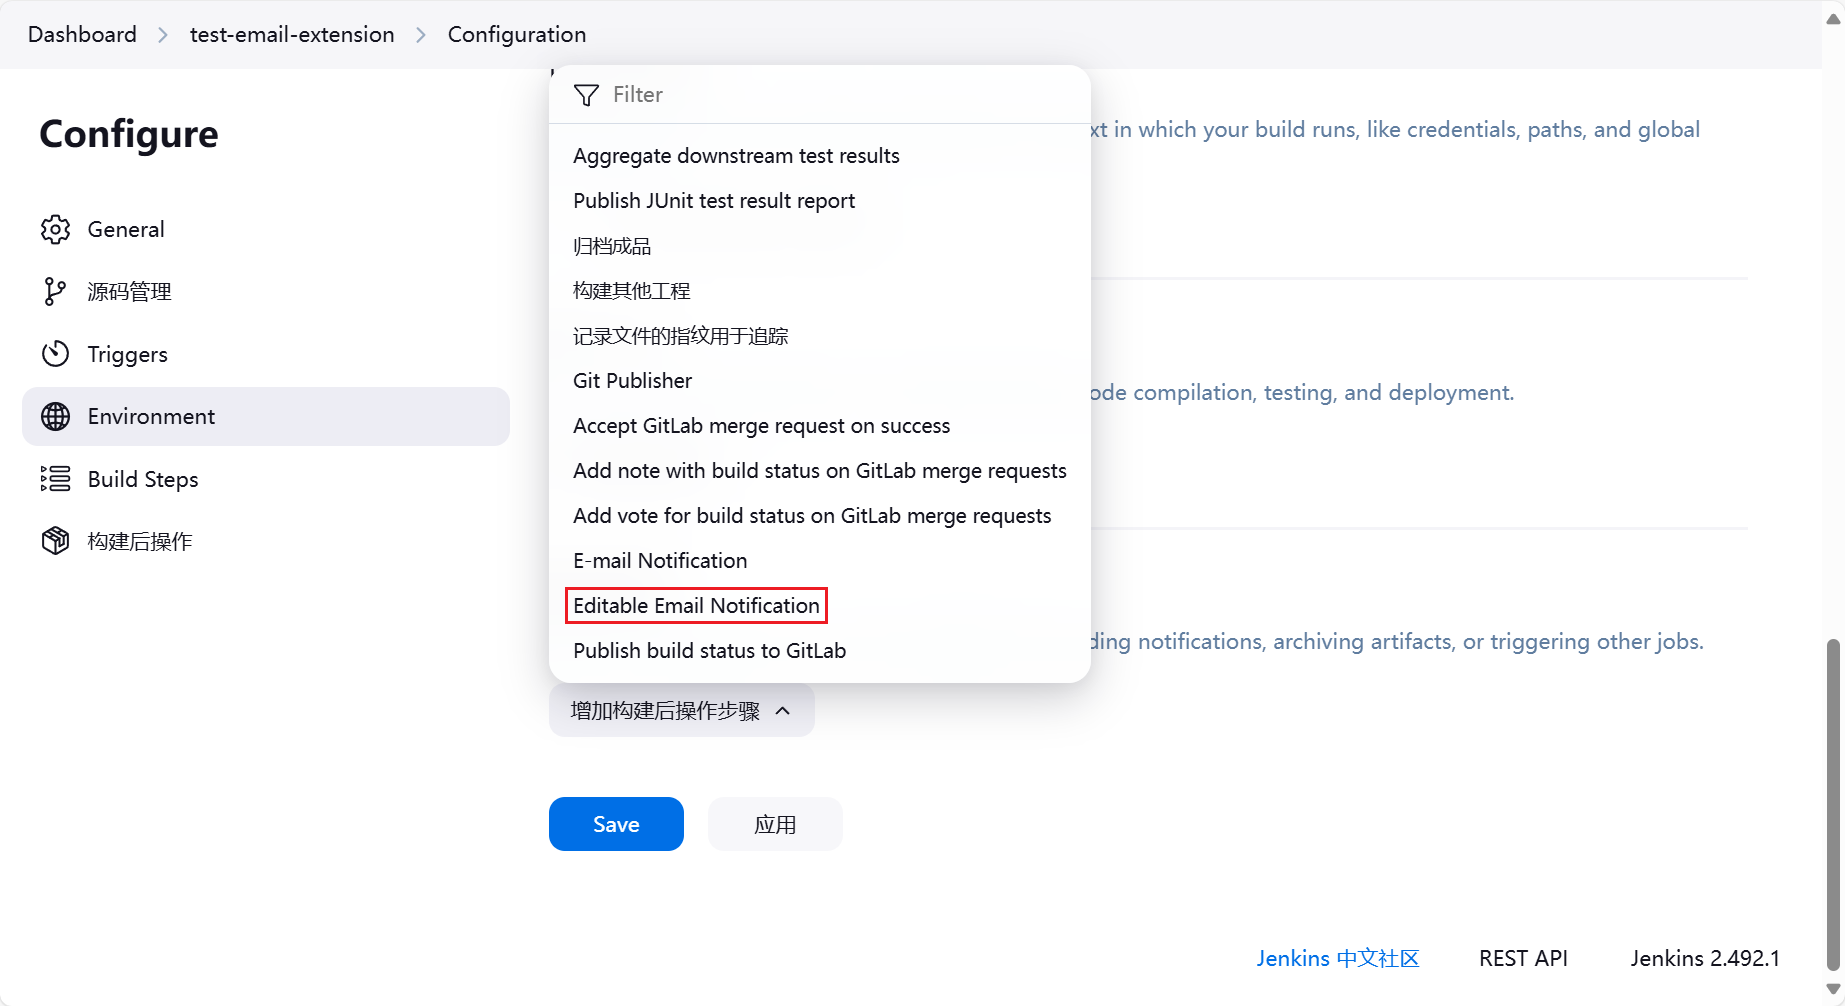 Dashboard > test-email-extension > Configuration
Configure
General
源码管理
Triggers
Environment
Build Steps
构建后操作
Filter
Aggregate downstream test results
Publish JUnit test result report
归档成品
构建其他工程
记录文件的指纹用于追踪
Git Publisher
Accept GitLab merge request on success
Add note with build status on GitLab merge requests
Add vote for build status on GitLab merge requests
E-mail Notification
Editable Email Notification
Publish build status to GitLab
xt in which your build runs, like credentials, paths, and global
ode compilation, testing, and deployment.
ding notifications, archiving artifacts, or triggering other jobs.
增加构建后操作步骤
Save
应用
Jenkins 中文社区
REST API
Jenkins 2.492.1